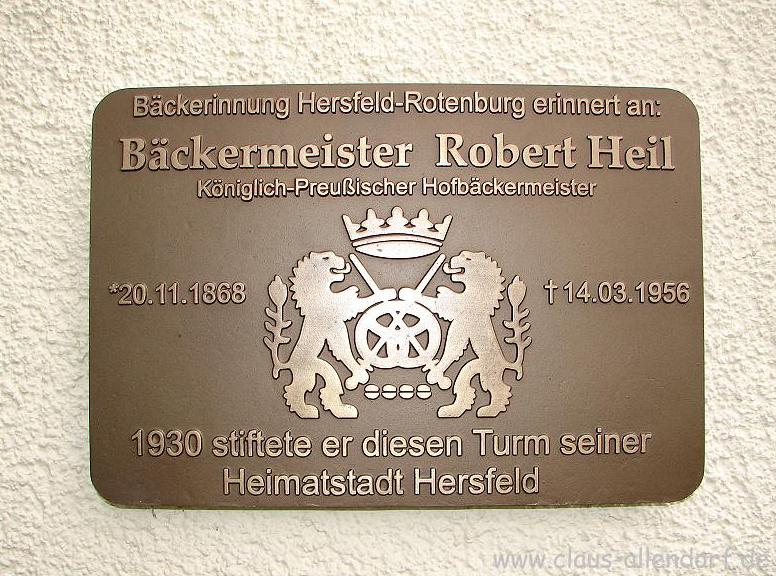 Bäckerinnung Hersfeld-Rotenburg erinnert an:
Bäckermeister Robert Heil
Königlich-Preußischer Hofbäckermeister
*20.11.1868
†14.03.1956
1930 stiftete er diesen Turm seiner
Heimatstadt Hersfeld
www.claus-allendorf.de